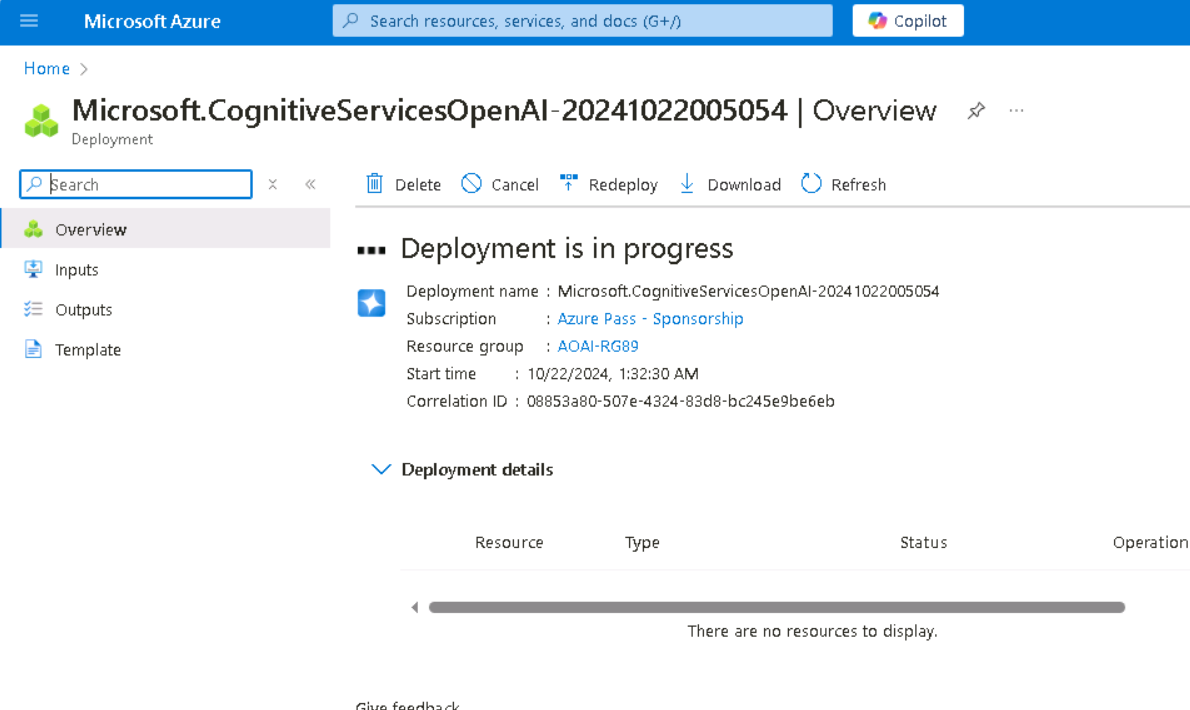 Microsoft Azure
Search resources, services, and docs (G+/)
Copilot
Home
Microsoft.CognitiveServicesOpenAI-20241022005054 | Overview
Deployment
Search
Delete
Cancel
Redeploy
Download
Refresh
Overview
Inputs
Outputs
Template
Deployment is in progress
Deployment name : Microsoft.CognitiveServicesOpenAI-20241022005054
Subscription : Azure Pass - Sponsorship
Resource group : AOAI-RG89
Start time : 10/22/2024, 1:32:30 AM
Correlation ID : 08853a80-507e-4324-83d8-bc245e9be6eb
Deployment details
Resource Type Status Operation
There are no resources to display.
Give feedback